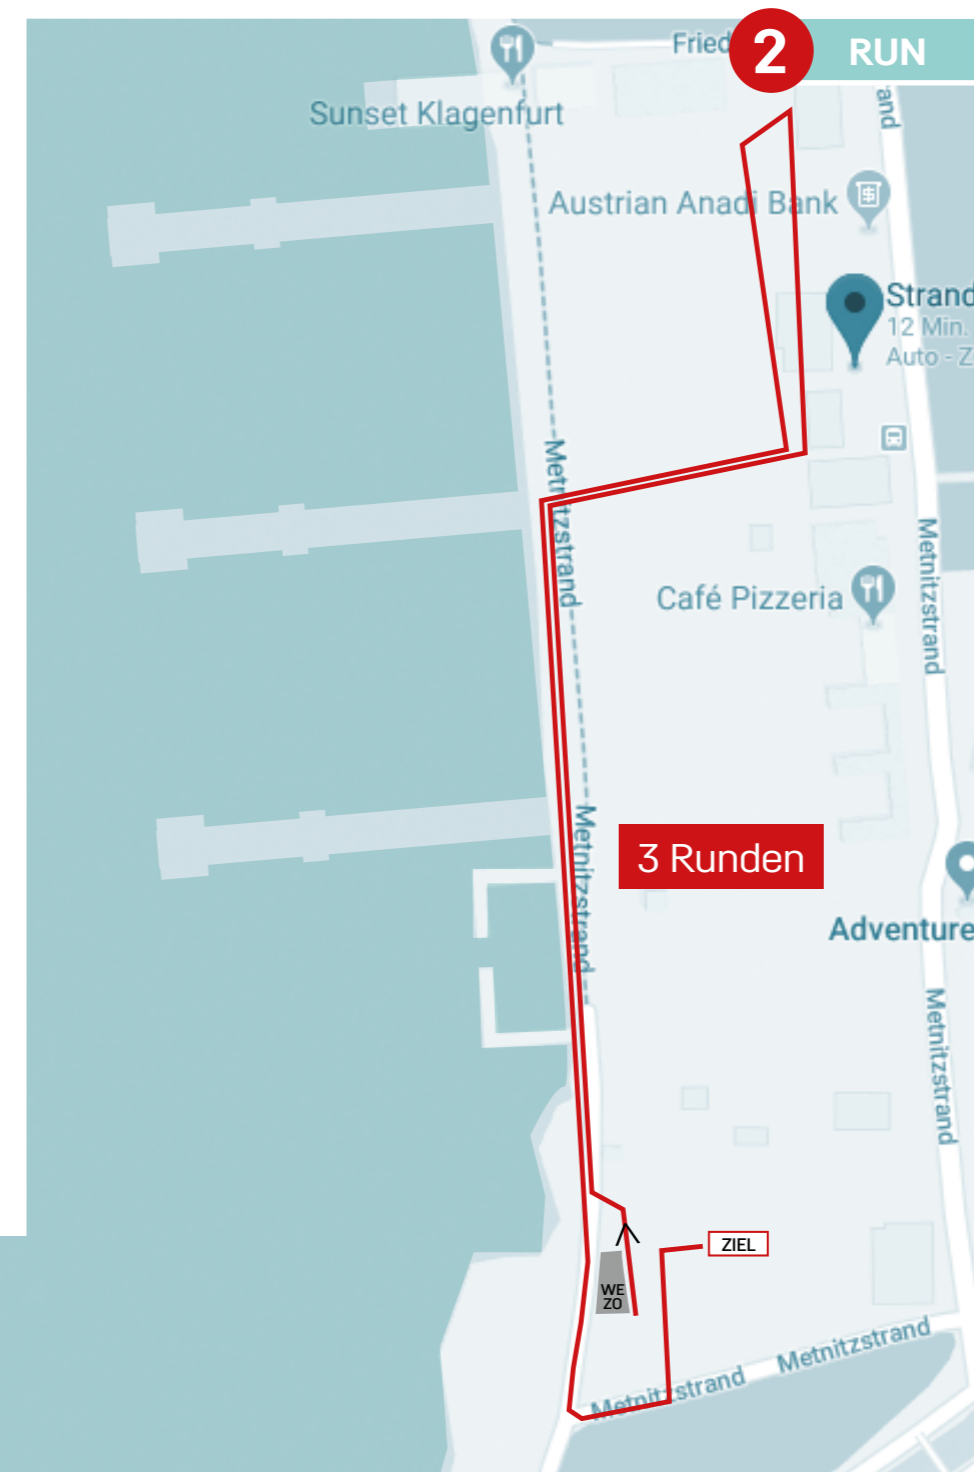 Fried
2
RUN
Sunset Klagenfurt
and
Austrian Anadi Bank
Strand
12 Min.
Auto - Z
Metnitzstrand
Metnitzstrand
Café Pizzeria
3 Runden
Metnitzstrand
Adventure
Metnitzstrand
ZIEL
WE
ZO
Metnitzstrand
Metnitzstrand